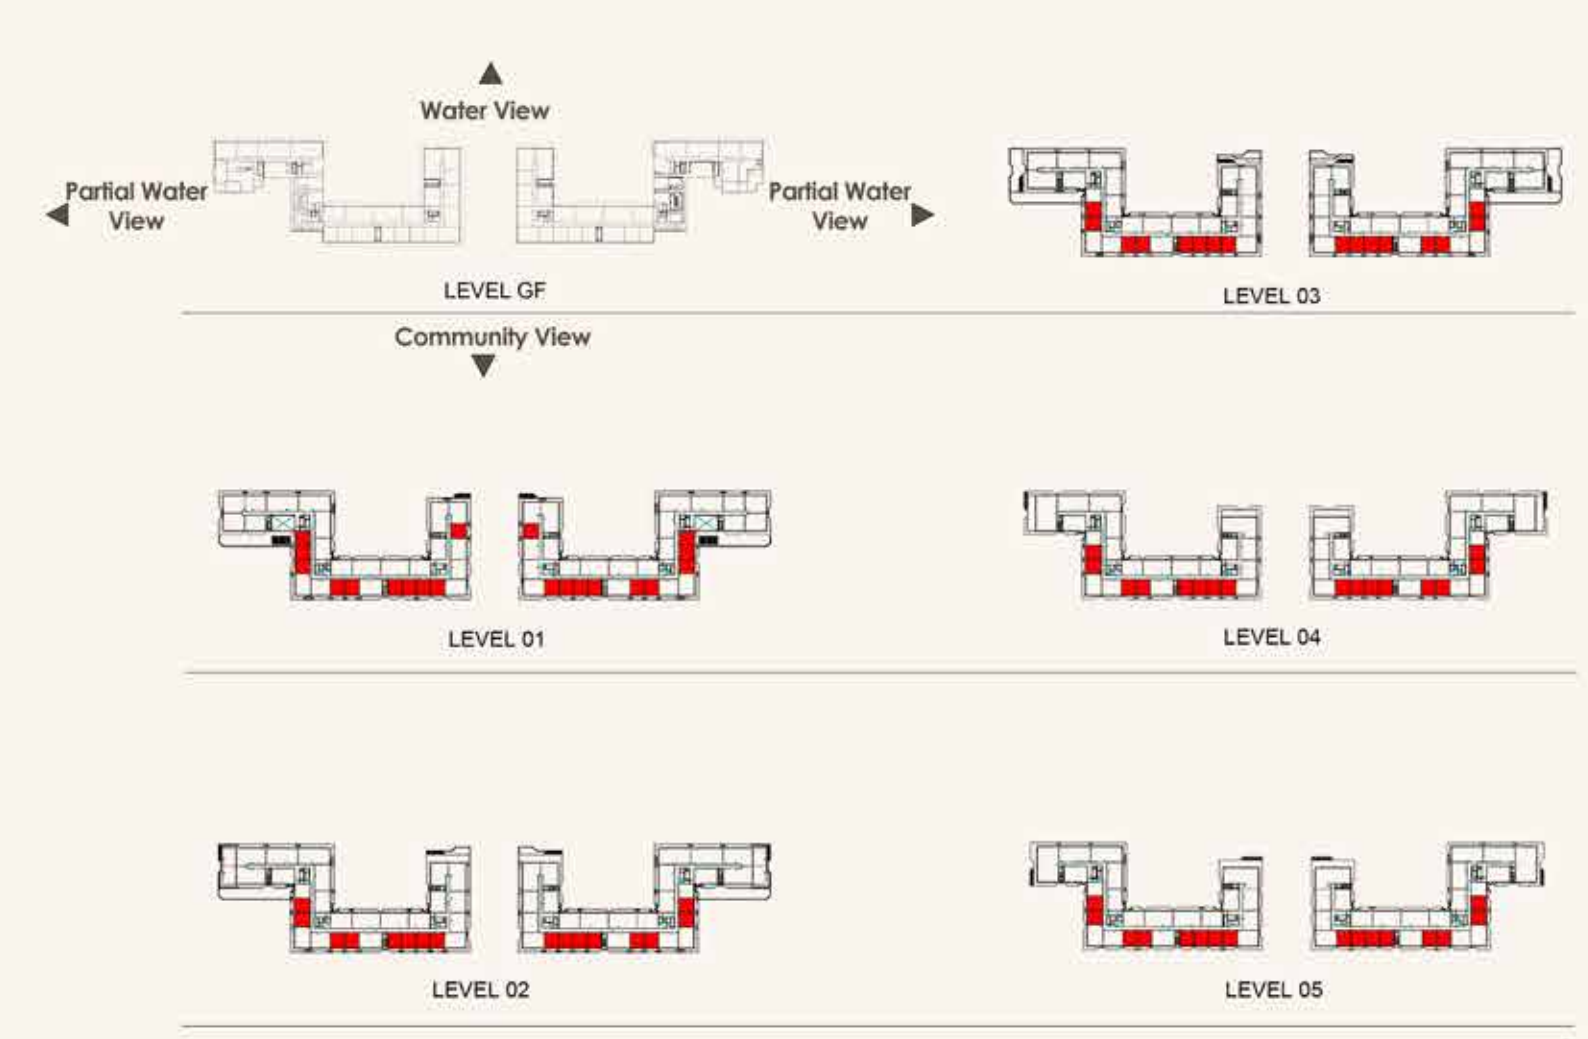 Water View
Partial Water
View
Partial Water
View
LEVEL GF
LEVEL 03
Community View
LEVEL 01
LEVEL 04
LEVEL 02
LEVEL 05